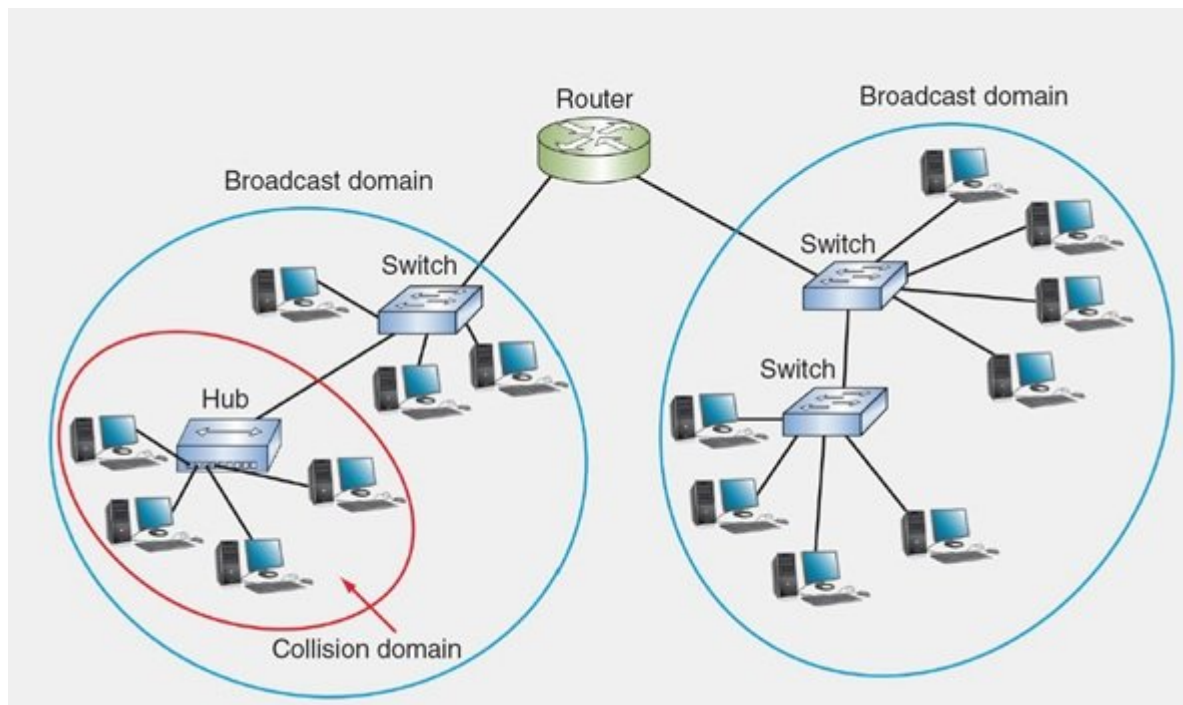 Router
Broadcast domain
Broadcast domain
Switch
Switch
Switch
Hub
Collision domain